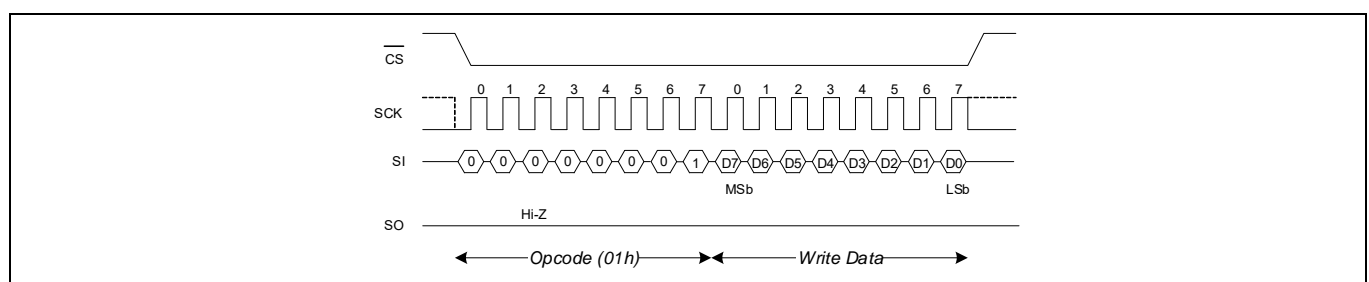 CS
0 1 2 3 4 5 6 7 0 1 2 3 4 5 6 7
SCK
SI 0 0 0 0 0 0 0 1 D7 D6 D5 D4 D3 D2 D1 D0
MSb LSb
Hi-Z
SO
Opcode (01h) Write Data